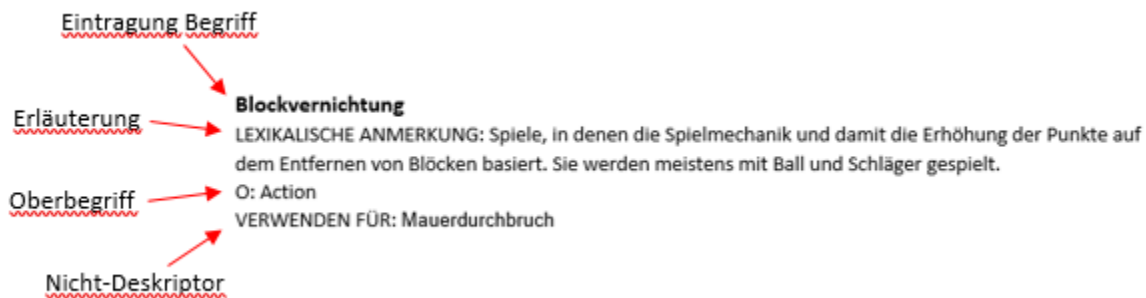 Eintragung Begriff
Blockvernichtung
Erläuterung
LEXIKALISCHE ANMERKUNG: Spiele, in denen die Spielmechanik und damit die Erhöhung der Punkte auf
dem Entfernen von Blöcken basiert. Sie werden meistens mit Ball und Schläger gespielt.
Oberbegriff
O: Action
VERWENDEN FÜR: Mauerdurchbruch
Nicht-Deskriptor